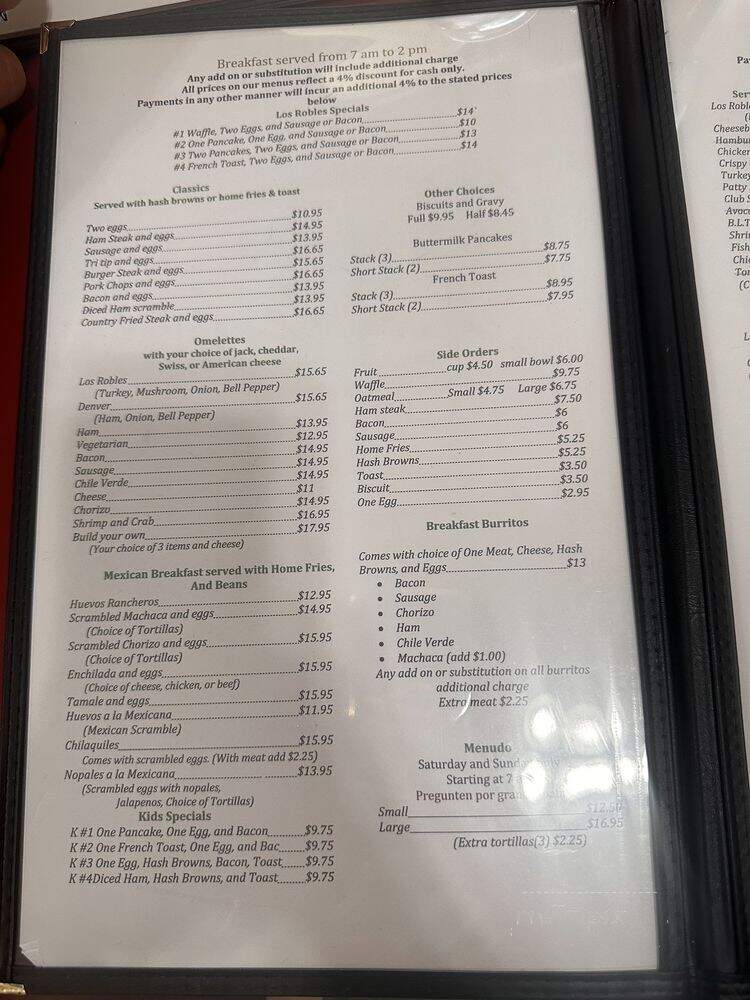 Breakfast served from 7 am to 2 pm
Any add on or substitution will include additional charge
All prices on our menus reflect a 4% discount for cash only.
Payments in any other manner will incur an additional 4% to the stated prices
below
Los Robles Specials
#1 Waffle, Two Eggs, and Sausage or Bacon $14
#2 One Pancake, One Egg, and Sausage or Bacon $10
#3 Two Pancakes, Two Eggs, and Sausage or Bacon $13
#4 French Toast, Two Eggs, and Sausage or Bacon $14
Classics
Served with hash browns or home fries & toast
Two eggs $10.95
Ham Steak and eggs $14.95
Sausage and eggs $13.95
Tri tip and eggs $16.65
Burger Steak and eggs $15.65
Pork Chops and eggs $16.65
Bacon and eggs $13.95
Diced Ham scramble $13.95
Country Fried Steak and eggs $16.65
Omelettes
with your choice of jack, cheddar,
Swiss, or American cheese
Los Robles $15.65
(Turkey, Mushroom, Onion, Bell Pepper)
Denver $15.65
(Ham, Onion, Bell Pepper)
Ham $13.95
Vegetarian $12.95
Bacon $14.95
Sausage $14.95
Chile Verde $14.95
Cheese $11
Chorizo $14.95
Shrimp and Crab $16.95
Build your own $17.95
(Your choice of 3 items and cheese)
Mexican Breakfast served with Home Fries,
And Beans
Huevos Rancheros $12.95
Scrambled Machaca and eggs $14.95
(Choice of Tortillas)
Scrambled Chorizo and eggs $15.95
(Choice of Tortillas)
Enchilada and eggs $15.95
(Choice of cheese, chicken, or beef)
Tamale and eggs $15.95
Huevos a la Mexicana $11.95
(Mexican Scramble)
Chilaquiles $15.95
Comes with scrambled eggs. (With meat add $2.25)
Nopales a la Mexicana $13.95
(Scrambled eggs with nopales,
Jalapenos, Choice of Tortillas)
Kids Specials
K #1 One Pancake, One Egg, and Bacon $9.75
K #2 One French Toast, One Egg, and Bac $9.75
K #3 One Egg, Hash Browns, Bacon, Toast $9.75
K #4Diced Ham, Hash Browns, and Toast $9.75
Other Choices
Biscuits and Gravy
Full $9.95 Half $8.45
Buttermilk Pancakes
Stack (3) $8.75
Short Stack (2) $7.75
French Toast
Stack (3) $8.95
Short Stack (2) $7.95
Side Orders
Fruit cup $4.50 small bowl $6.00
Waffle $9.75
Oatmeal Small $4.75 Large $6.75
Ham steak $7.50
Bacon $6
Sausage $6
Home Fries $5.25
Hash Browns $5.25
Toast $3.50
Biscuit $3.50
One Egg $2.95
Breakfast Burritos
Comes with choice of One Meat, Cheese, Hash
Browns, and Eggs $13
• Bacon
• Sausage
• Chorizo
• Ham
• Chile Verde
• Machaca (add $1.00)
Any add on or substitution on all burritos
additional charge
Extra meat $2.25
Menudo
Saturday and Sunday only
Starting at 7
Pregunten por
Small $12.50
Large $16.95
(Extra tortillas(3) $2.25)
Los
Hambu
Chicken
Crispy
Turkey
Patty
Club
B.L.T
Fish